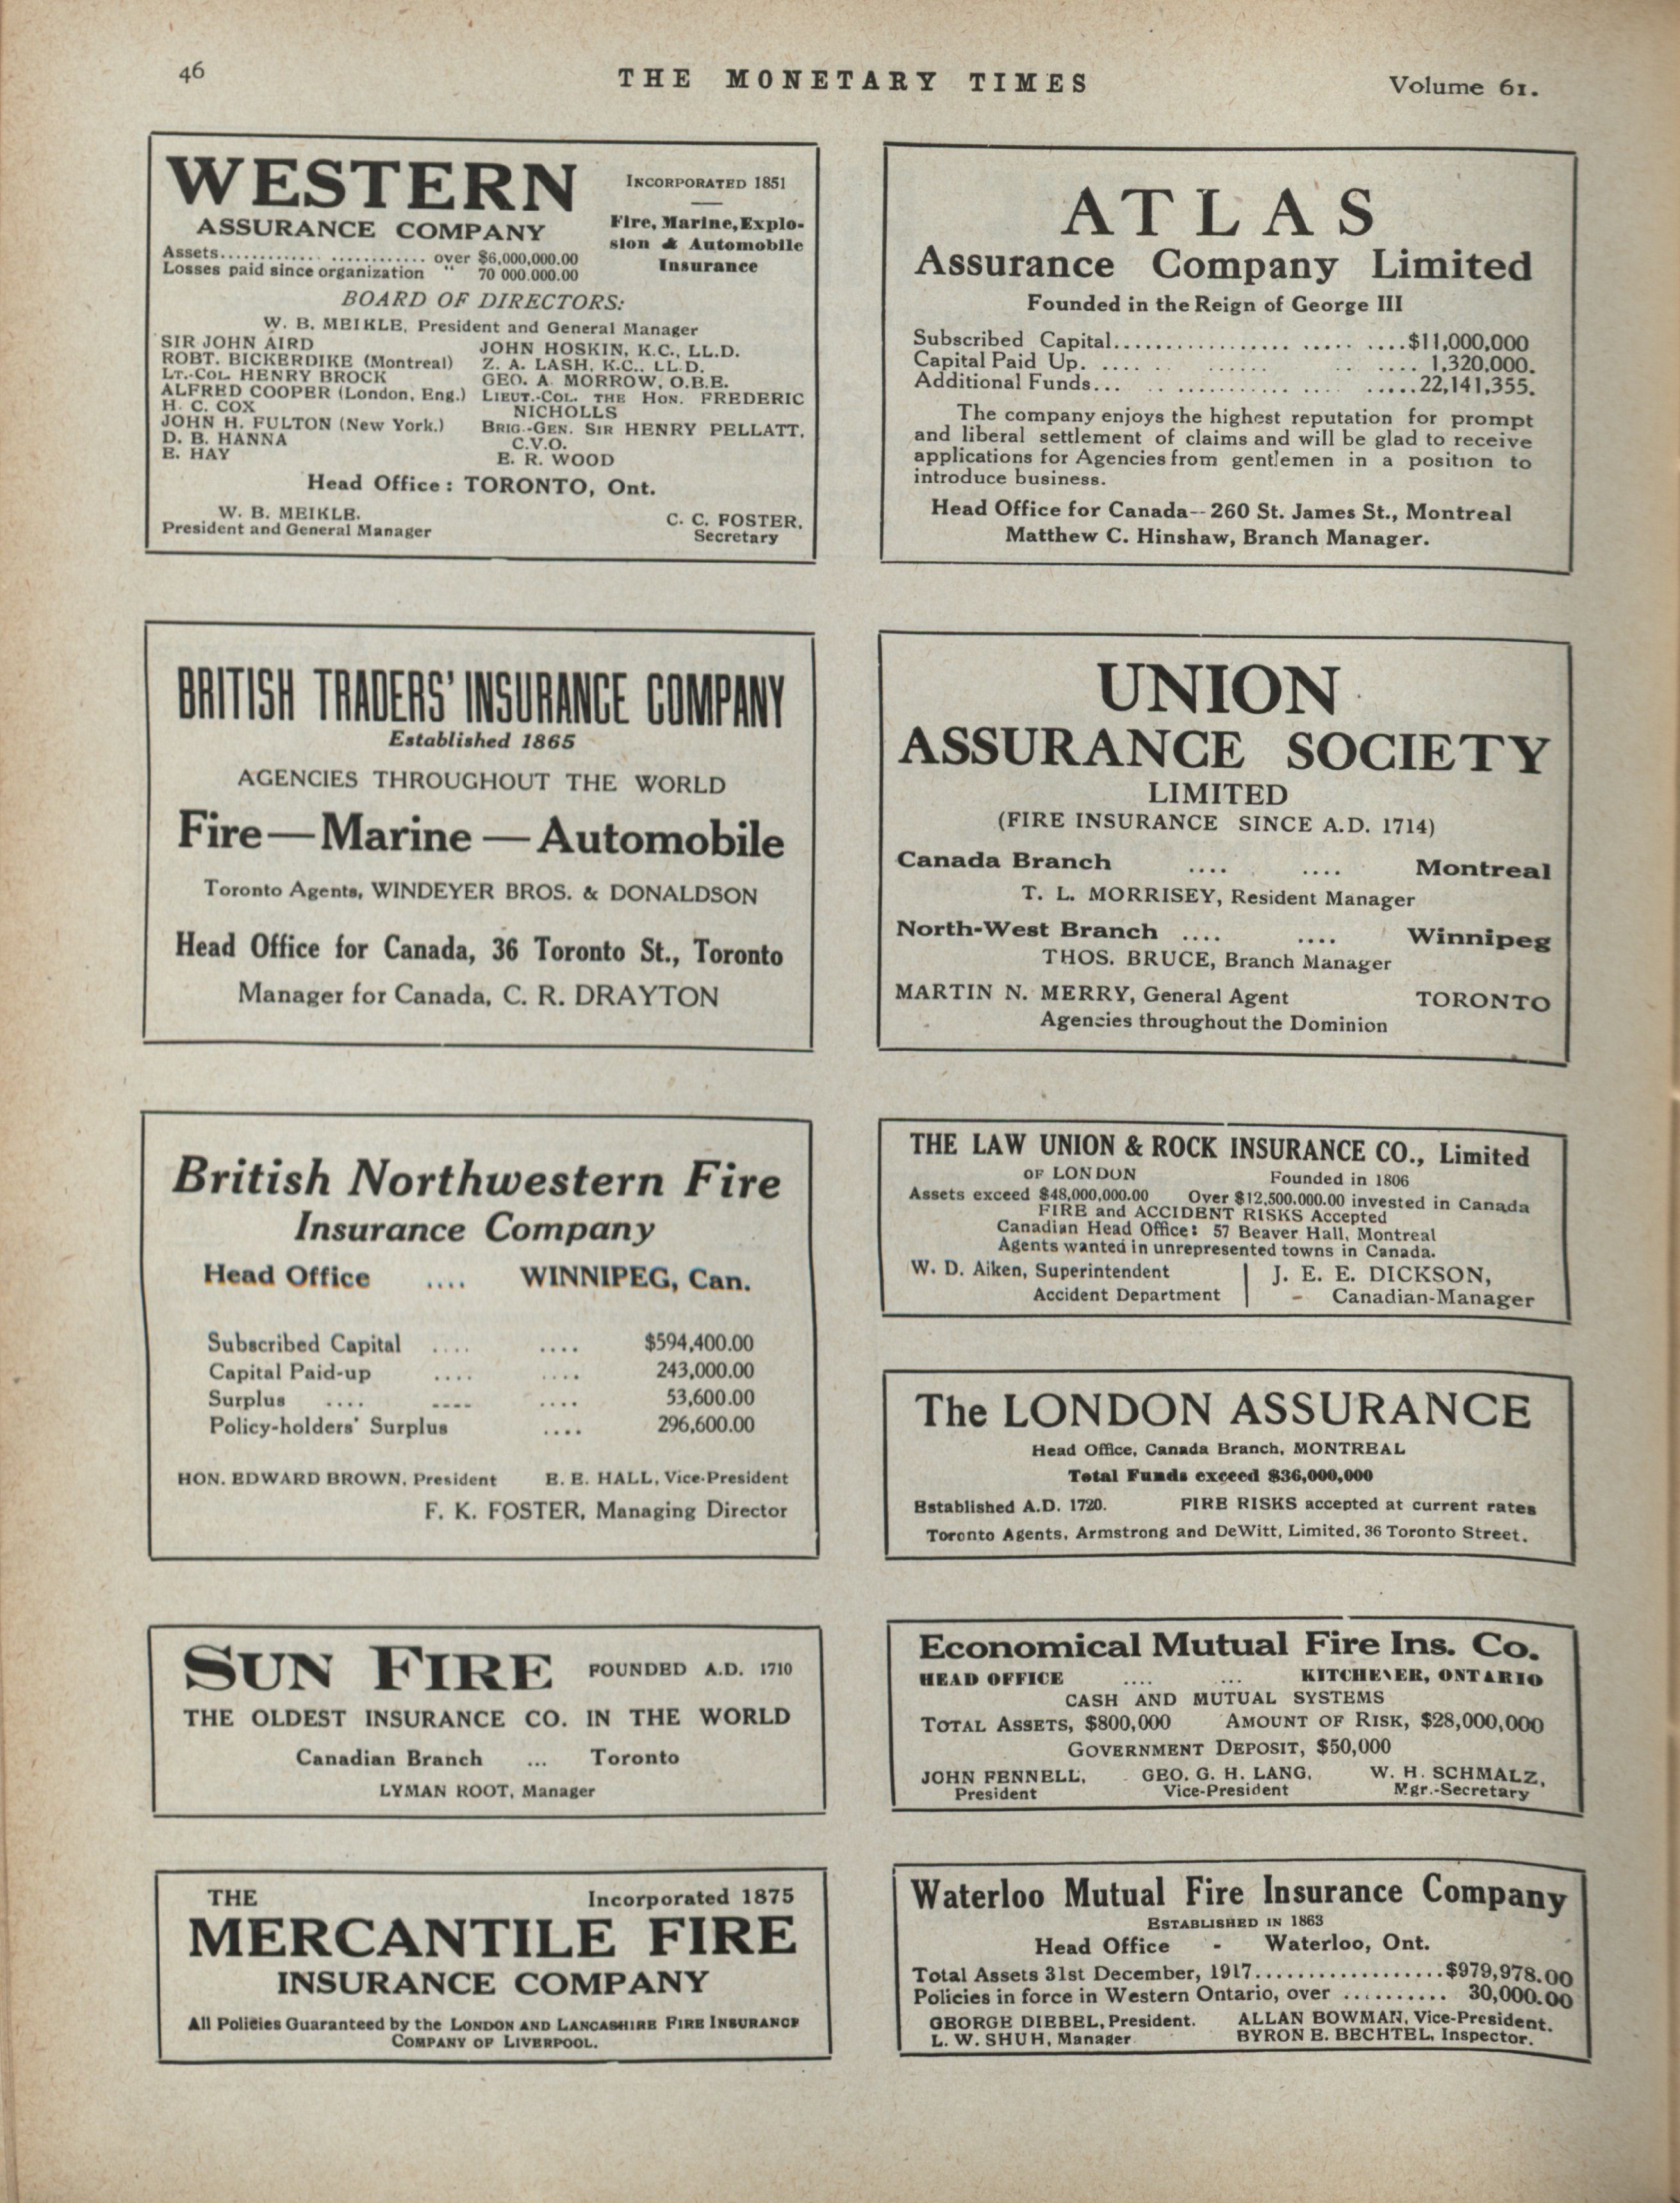 46
THE MONETARY TIMES
Volume 61.
WESTERN
ASSURANCE COMPANY
INCORPORATED 1851
Fire, Marine, Explo-
sion & Automobile
Insurance
Assets........................ over $6,000,000.00
Losses paid since organization " 70 000.000.00
BOARD OF DIRECTORS:
W. B. MEIKLE, President and General Manager
SIR JOHN AIRD
ROBT. BICKERDIKE (Montreal)
LT.-COL. HENRY BROCK
ALFRED COOPER (London, Eng.)
H. C. COX
JOHN H. FULTON (New York.)
D. B. HANNA
E. HAY
JOHN HOSKIN, K.C., LL.D.
Z. A. LASH, K.C., LL.D.
GEO. A. MORROW, O.B.E.
LIEUT.-COL. THE HON. FREDERIC
NICHOLLS
BRIG.-GEN. SIR HENRY PELLATT,
C.V.O.
E. R. WOOD
Head Office: TORONTO, Ont.
W. B. MEIKLE.
President and General Manager
C. C. FOSTER,
Secretary
ATLAS
Assurance Company Limited
Founded in the Reign of George III
Subscribed Capital.......................$11,000,000
Capital Paid Up. .................... 1,320,000.
Additional Funds.........................22,141,355.
The company enjoys the highest reputation for prompt
and liberal settlement of claims and will be glad to receive
applications for Agencies from gentlemen in a position to
introduce business.
Head Office for Canada--260 St. James St., Montreal
Matthew C. Hinshaw, Branch Manager.
BRITISH TRADERS' INSURANCE COMPANY
Established 1865
AGENCIES THROUGHOUT THE WORLD
Fire—Marine—Automobile
Toronto Agents, WINDEYER BROS. & DONALDSON
Head Office for Canada, 36 Toronto St., Toronto
Manager for Canada, C. R. DRAYTON
UNION
ASSURANCE SOCIETY
LIMITED
(FIRE INSURANCE SINCE A.D. 1714)
Canada Branch .... .... Montreal
T. L. MORRISEY, Resident Manager
North-West Branch .... .... Winnipeg
THOS. BRUCE, Branch Manager
MARTIN N. MERRY, General Agent TORONTO
Agencies throughout the Dominion
British Northwestern Fire
Insurance Company
Head Office .... WINNIPEG, Can.
Subscribed Capital .... .... $594,400.00
Capital Paid-up .... .... 243,000.00
Surplus .... .... .... 53,600.00
Policy-holders' Surplus .... 296,600.00
HON. EDWARD BROWN, President E. E. HALL, Vice-President
F. K. FOSTER, Managing Director
THE LAW UNION & ROCK INSURANCE CO., Limited
OF LONDON Founded in 1806
Assets exceed $48,000,000.00 Over $12,500.000.00 invested in Canada
FIRE and ACCIDENT RISKS Accepted
Canadian Head Office: 57 Beaver Hall, Montreal
Agents wanted in unrepresented towns in Canada.
W. D. Aiken, Superintendent
Accident Department
J. E. E. DICKSON,
- Canadian-Manager
The LONDON ASSURANCE
Head Office, Canada Branch, MONTREAL
Total Funds exceed $36,000,000
Established A.D. 1720. FIRE RISKS accepted at current rates
Toronto Agents, Armstrong and DeWitt, Limited, 36 Toronto Street.
SUN FIRE FOUNDED A.D. 1710
THE OLDEST INSURANCE CO. IN THE WORLD
Canadian Branch ... Toronto
LYMAN ROOT, Manager
Economical Mutual Fire Ins. Co.
HEAD OFFICE .... ... KITCHENER, ONTARIO
CASH AND MUTUAL SYSTEMS
TOTAL ASSETS, $800,000 AMOUNT OF RISK, $28,000,000
GOVERNMENT DEPOSIT, $50,000
JOHN FENNELL, GEO. G. H. LANG, W. H. SCHMALZ,
President Vice-President Mgr.-Secretary
THE Incorporated 1875
MERCANTILE FIRE
INSURANCE COMPANY
All Policies Guaranteed by the LONDON AND LANCASHIRE FIRE INSURANCE
COMPANY OF LIVERPOOL.
Waterloo Mutual Fire Insurance Company
ESTABLISHED IN 1863
Head Office - Waterloo, Ont.
Total Assets 31st December, 1917..................$979,978.00
Policies in force in Western Ontario, over .......... 30,000.00
GEORGE DIEBEL, President. ALLAN BOWMAN, Vice-President.
L. W. SHUH, Manager BYRON E. BECHTEL, Inspector.